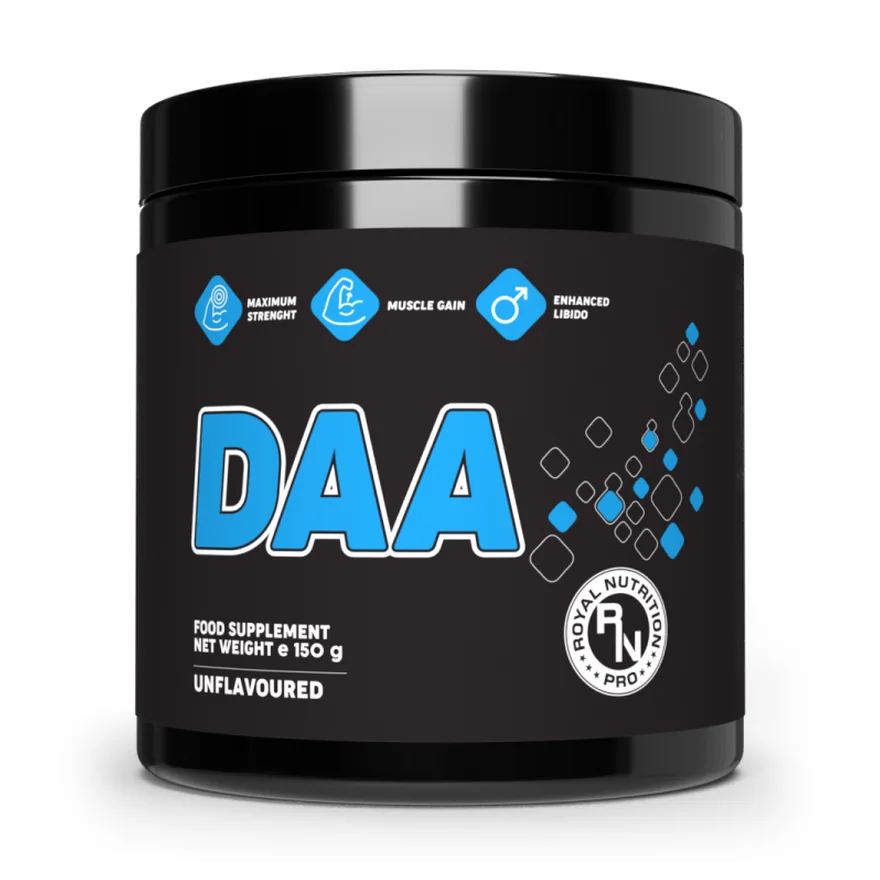 MAXIMUM
STRENGHT
MUSCLE GAIN
ENHANCED
LIBIDO
DAA
ROYAL NUTRITION
RN
PRO
FOOD SUPPLEMENT
NET WEIGHT e 150 g
UNFLAVOURED